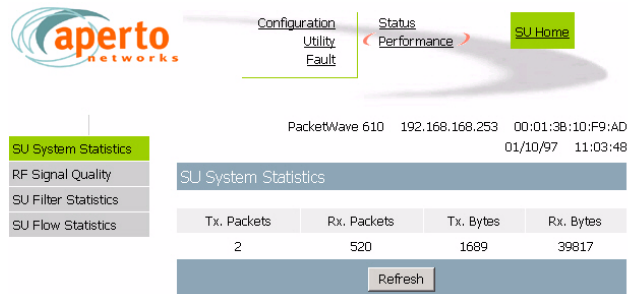 aperto
networks
Configuration
Utility
Fault
Status
Performance
SU Home
PacketWave 610 192.168.168.253 00:01:3B:10:F9:AD
01/10/97 11:03:48
SU System Statistics
RF Signal Quality
SU Filter Statistics
SU Flow Statistics
SU System Statistics
Tx. Packets Rx. Packets Tx. Bytes Rx. Bytes
2 520 1689 39817
Refresh